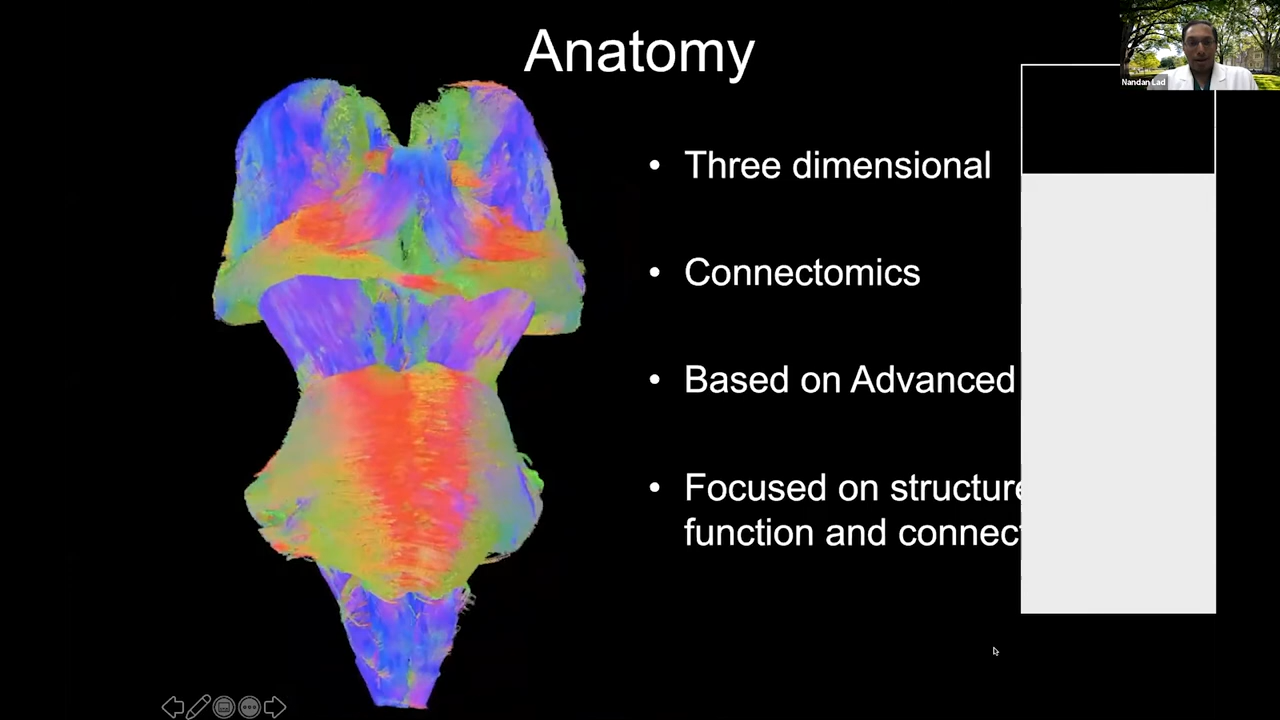 Anatomy
Nandan Lad
• Three dimensional
• Connectomics
• Based on Advanced
• Focused on structure
function and connect